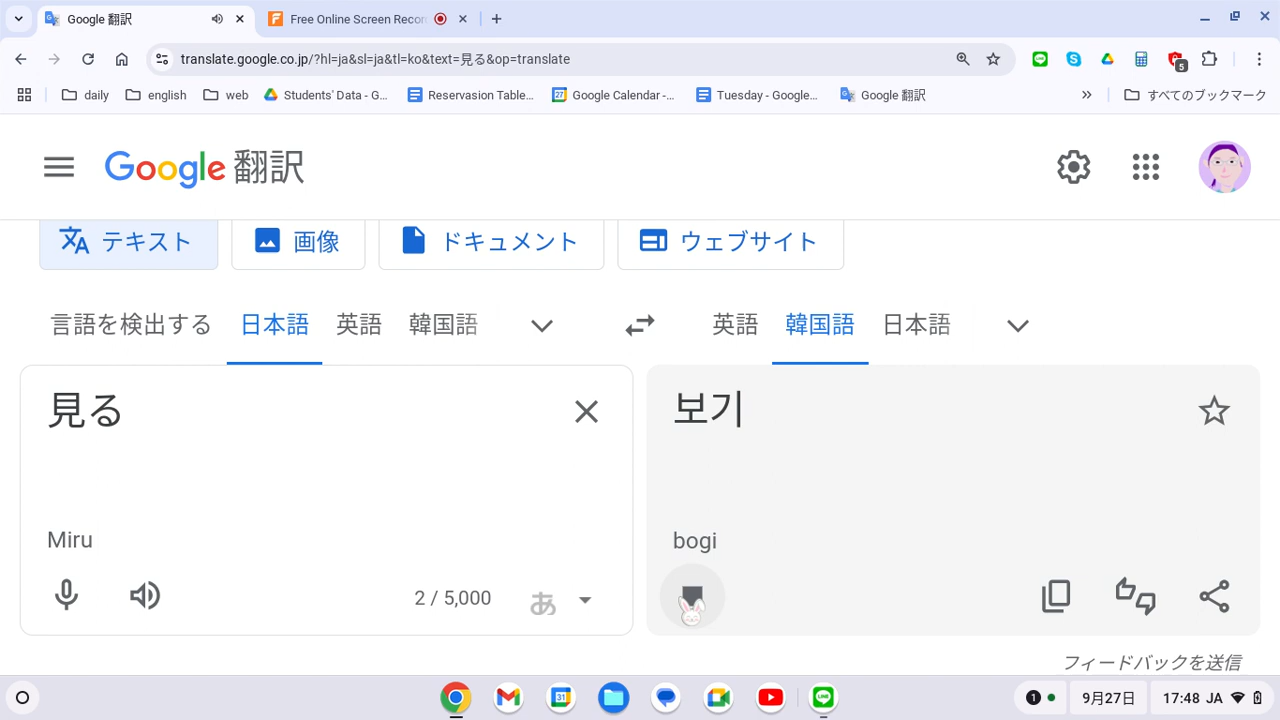 Google 翻訳
Free Online Screen Recor
translate.google.co.jp/?hl=ja&sl=ja&tl=ko&text=見る&op=translate
5
daily
english
web
Students' Data - G...
Reservasion Table...
Google Calendar -...
Tuesday - Google...
Google 翻訳
»
すべてのブックマーク
Google 翻訳
テキスト
画像
ドキュメント
ウェブサイト
言語を検出する
日本語
英語
韓国語
英語
韓国語
日本語
見る
보기
Miru
bogi
2 / 5,000
あ
フィードバックを送信
31
1
9月27日
17:48 JA